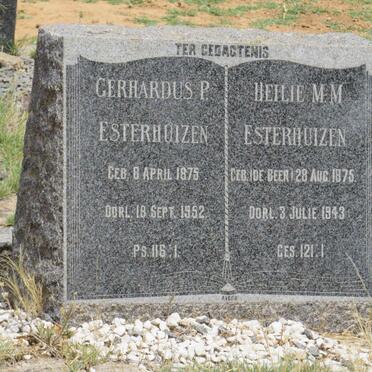 TER GEDAGTENIS
GERHARDUS P.
ESTERHUIZEN
GEB. 6 APRIL 1875
OORL. 18 SEPT. 1952.
PS. 116:1.
HEILIE M.M.
ESTERHUIZEN
GEB. (DE BEER) 28 AUG. 1875.
OORL. 3 JULIE 1943.
GES. 121:1